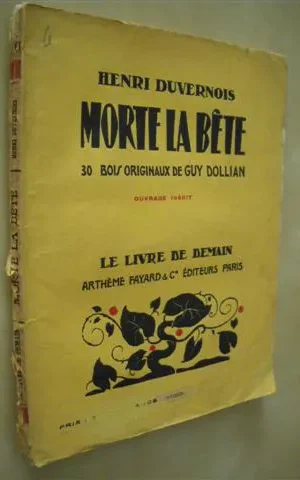 HENRI DUVERNOIS
MORTE LA BÊTE
30 BOIS ORIGINAUX DE GUY DOLLIAN
OUVRAGE INÉDIT
LE LIVRE DE DEMAIN
ARTHÈME FAYARD & Cⁱᵉ ÉDITEURS PARIS
PRIX :
MORTE LA BÊTE